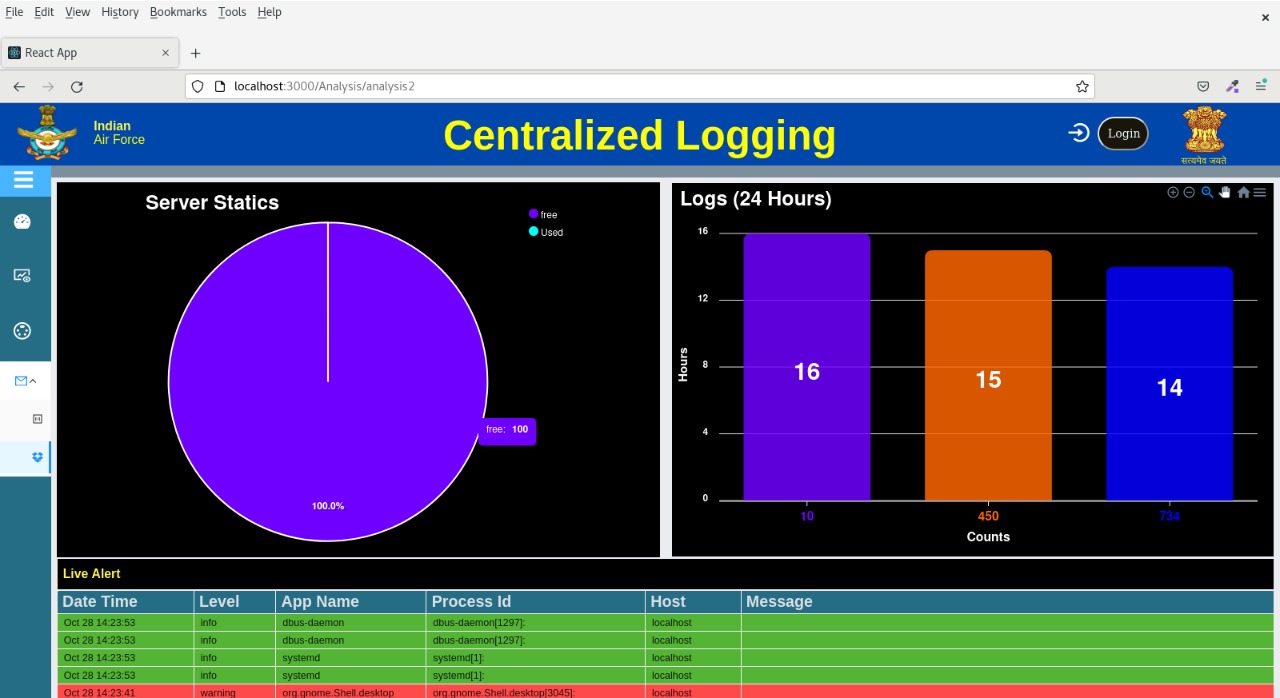 File Edit View History Bookmarks Tools Help
React App
localhost:3000/Analysis/analysis2
Indian
Air Force
Centralized Logging
Login
सत्यमेव जयते
Server Statics
free
Used
free: 100
100.0%
Logs (24 Hours)
16
12
8
4
0
Hours
16
15
14
10 450 734
Counts
Live Alert
Date Time Level App Name Process Id Host Message
Oct 28 14:23:53 info dbus-daemon dbus-daemon[1297]: localhost
Oct 28 14:23:53 info dbus-daemon dbus-daemon[1297]: localhost
Oct 28 14:23:53 info systemd systemd[1]: localhost
Oct 28 14:23:53 info systemd systemd[1]: localhost
Oct 28 14:23:41 warning org.gnome.Shell.desktop org.gnome.Shell.desktop[3045]: localhost